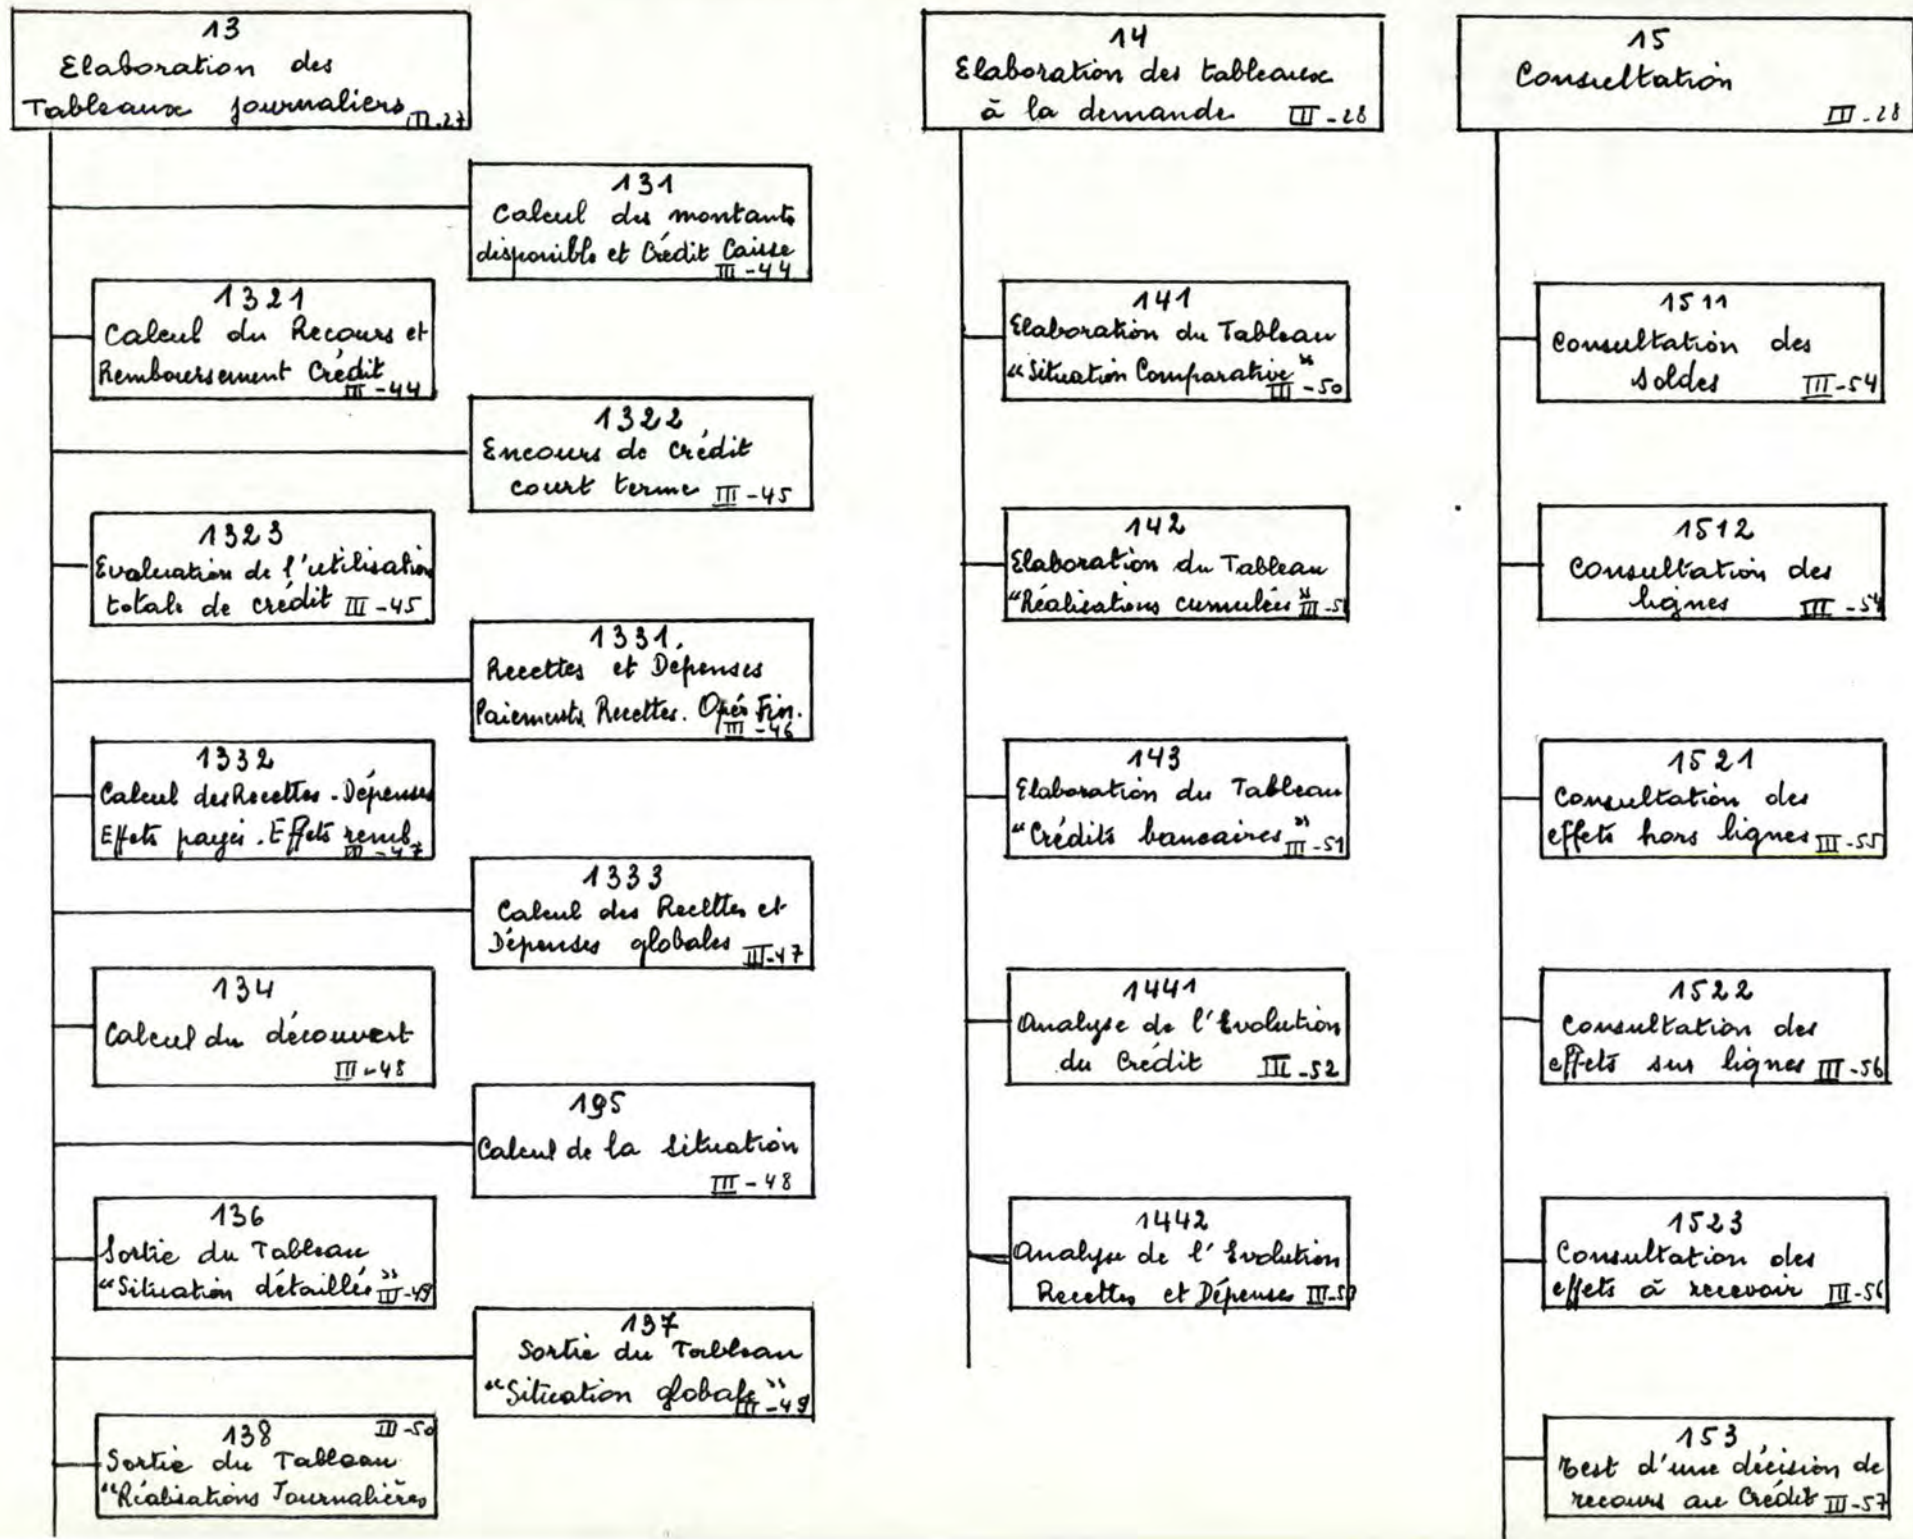 13
Elaboration des
Tableaux journaliers III.27
131
Calcul des montants
disponible et Crédit Caisse
III-44
1321
Calcul du Recours et
Remboursement Crédit
III-44
1322
Encours de crédit
court terme III-45
1323
Evaluation de l'utilisation
totale de crédit III-45
1331.
Recettes et Dépenses
Paiements Recettes. Opér Fin.
III-46
1332
Calcul des Recettes-Dépenses
Effets payés. Effets remb.
III-47
1333
Calcul des Recettes et
Dépenses globales III-47
134
Calcul du découvert
III-48
195
Calcul de la situation
III-48
136
Sortie du Tableau
"Situation détaillée" III-49
137
Sortie du Tableau
"Situation globale"
III-49
138 III-50
Sortie du Tableau
"Réalisations Journalières
14
Elaboration des tableaux
à la demande III-28
141
Elaboration du Tableau
"Situation Comparative"
III-50
142
Elaboration du Tableau
"Réalisations cumulées" III-51
143
Elaboration du Tableau
"Crédits bancaires" III-51
1441
Analyse de l'Evolution
du Crédit III-52
1442
Analyse de l'Evolution
Recettes et Dépenses III-53
15
Consultation
III-28
1511
Consultation des
soldes III-54
1512
Consultation des
lignes III-54
1521
Consultation des
effets hors lignes III-55
1522
Consultation des
effets sur lignes III-56
1523
Consultation des
effets à recevoir III-56
153
Test d'une décision de
recours au Crédit III-57